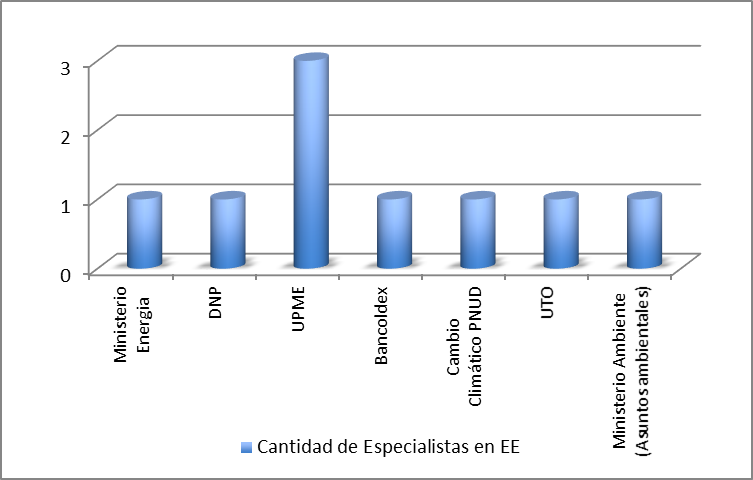 3
2
1
0
Ministerio
Energia
DNP
UPME
Bancoldex
Cambio
Climático PNUD
UTO
Ministerio Ambiente
(Asuntos ambientales)
Cantidad de Especialistas en EE